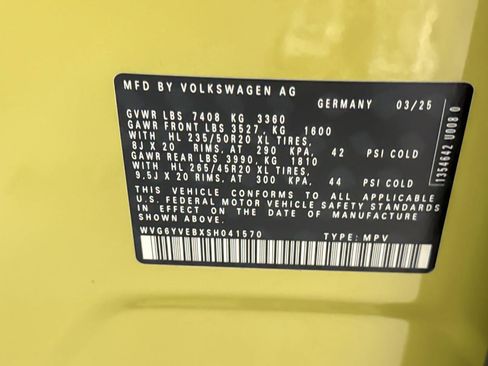 MFD BY VOLKSWAGEN AG
GERMANY 03/25
GVWR LBS 7408 KG 3360
GAWR FRONT LBS 3527, KG 1600
WITH HL 235/50R20 XL TIRES,
8J X 20 RIMS, AT 290 KPA, 42 PSI COLD
GAWR REAR LBS 3990, KG 1810
WITH HL 265/45R20 XL TIRES,
9.5J X 20 RIMS, AT 300 KPA, 44 PSI COLD
THIS VEHICLE CONFORMS TO ALL APPLICABLE
U.S. FEDERAL MOTOR VEHICLE SAFETY STANDARDS
IN EFFECT ON THE DATE OF MANUFACTURE
SHOWN ABOVE.
WVG6YVEBXSH041570 TYPE: MPV
1354642 U008 0